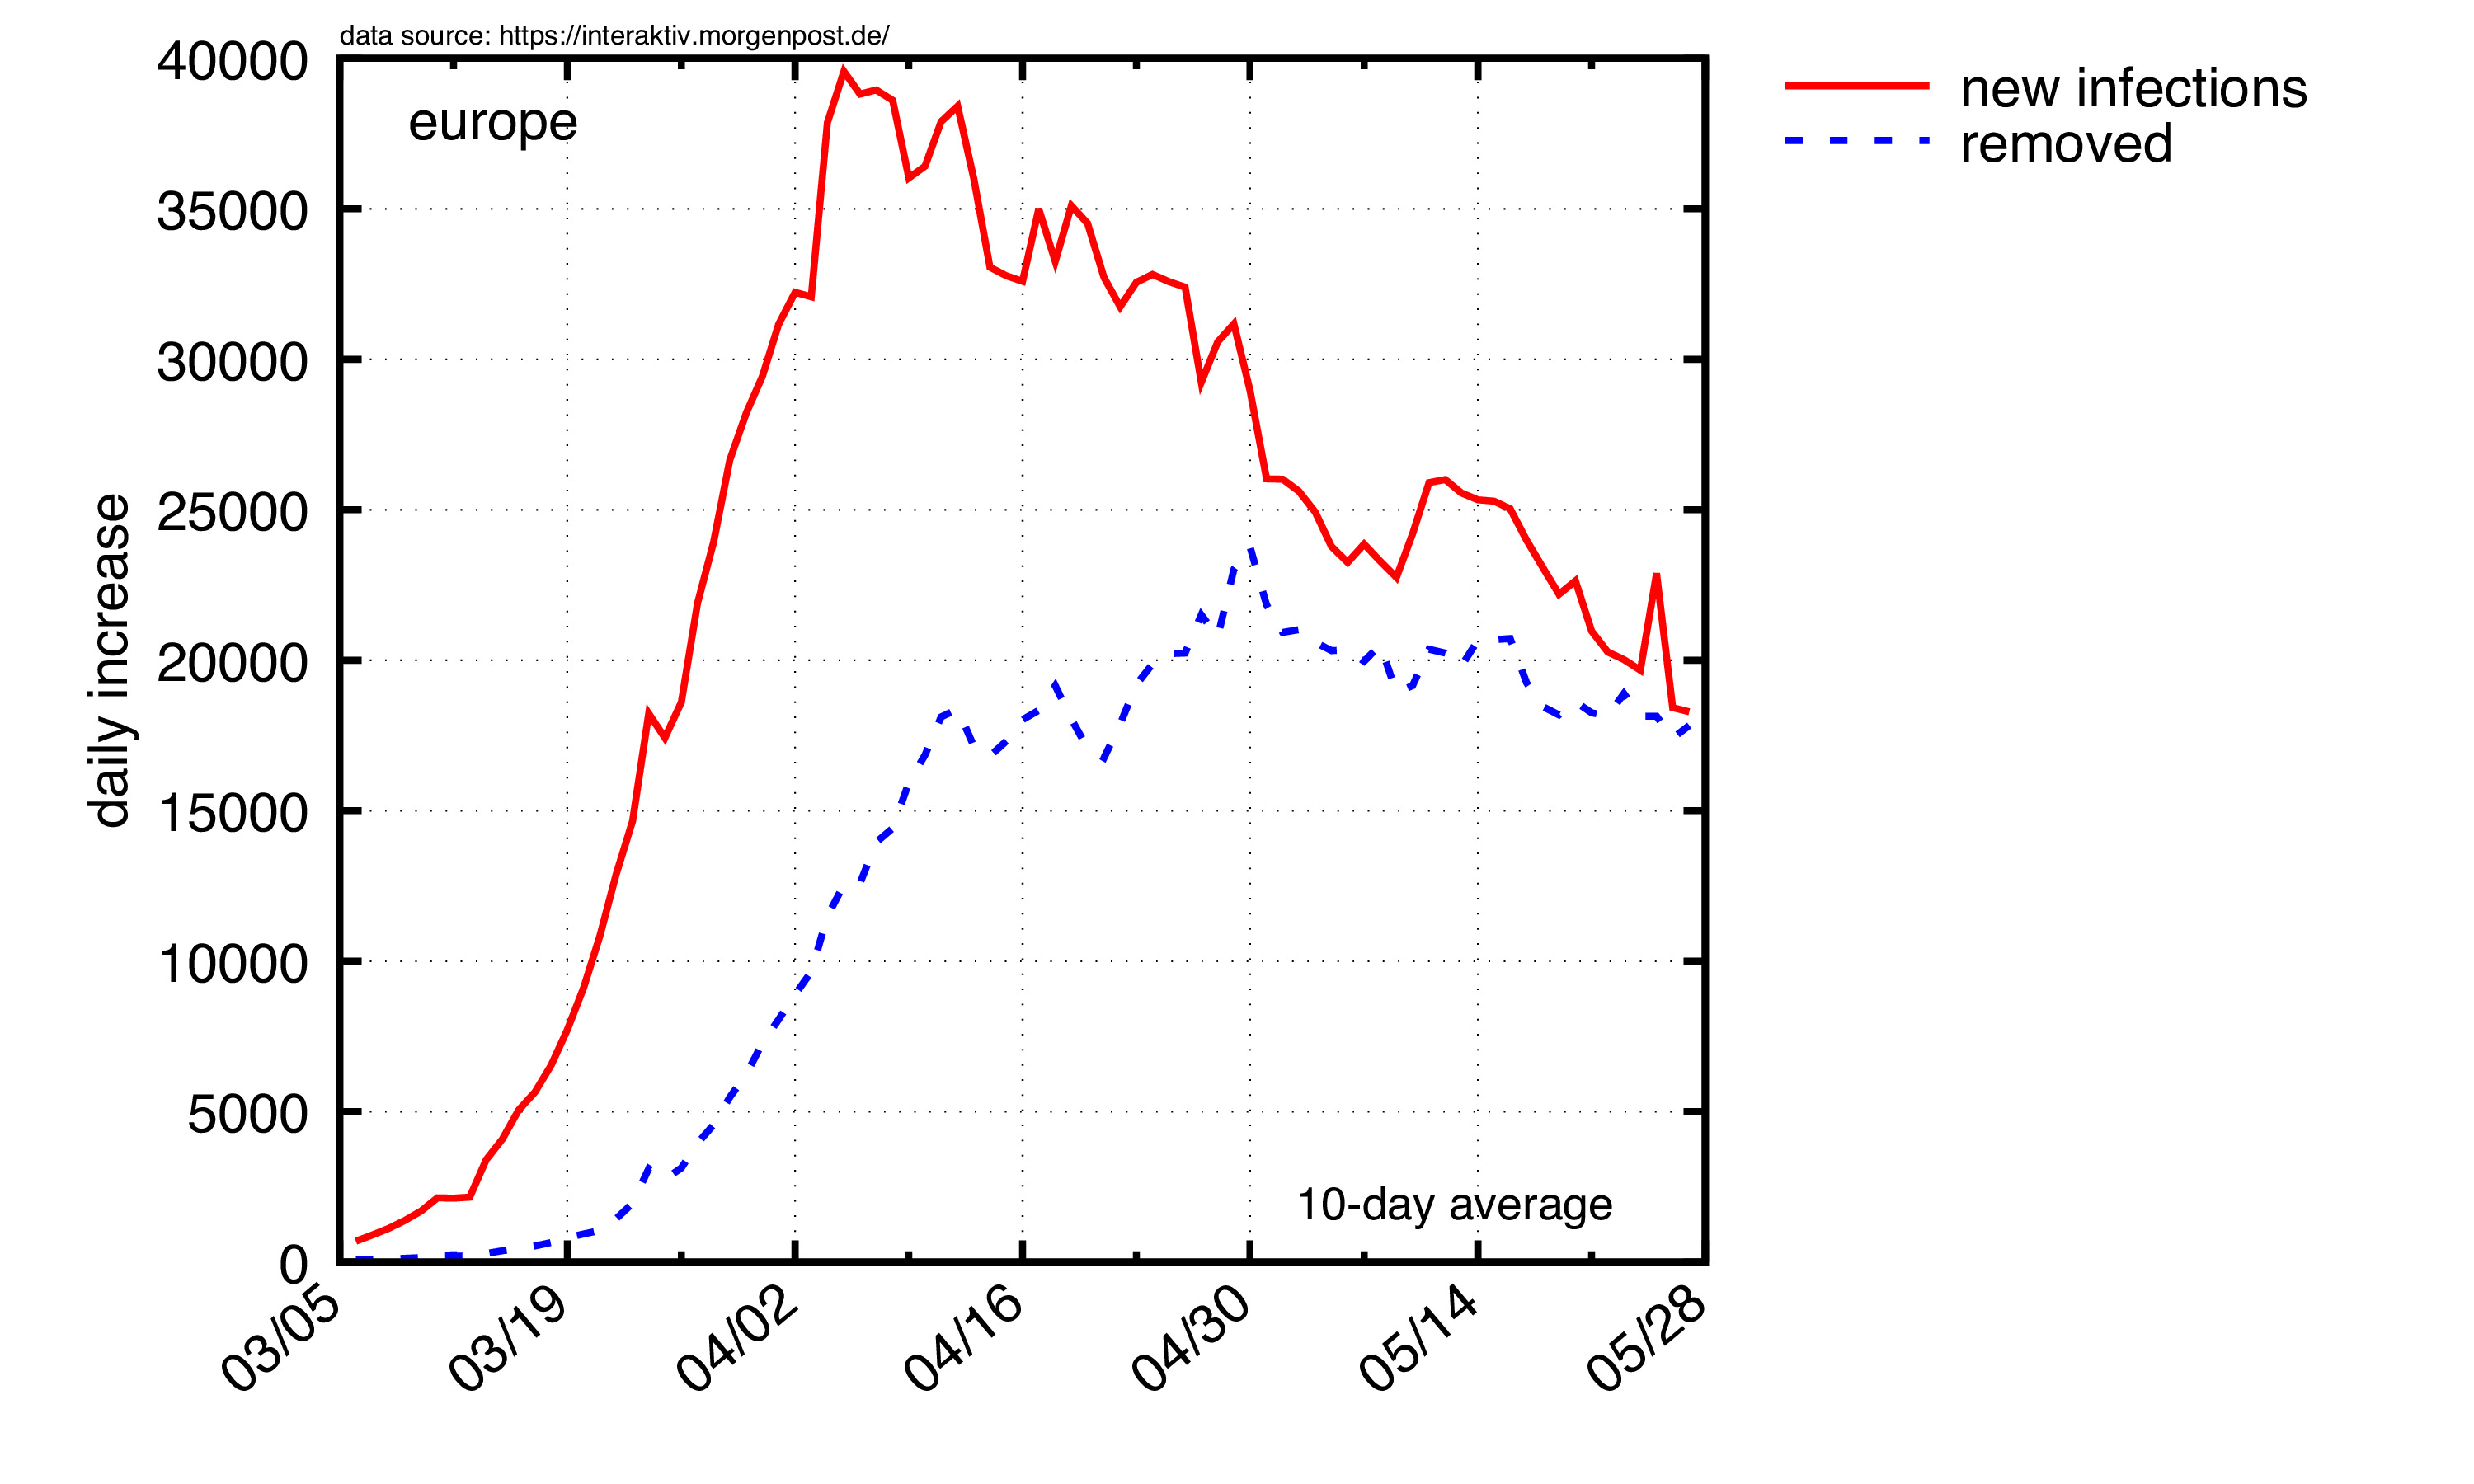 data source: https://interaktiv.morgenpost.de/
40000
europe
new infections
removed
35000
30000
25000
20000
15000
10000
5000
0
daily increase
10-day average
03/05
03/19
04/02
04/16
04/30
05/14
05/28